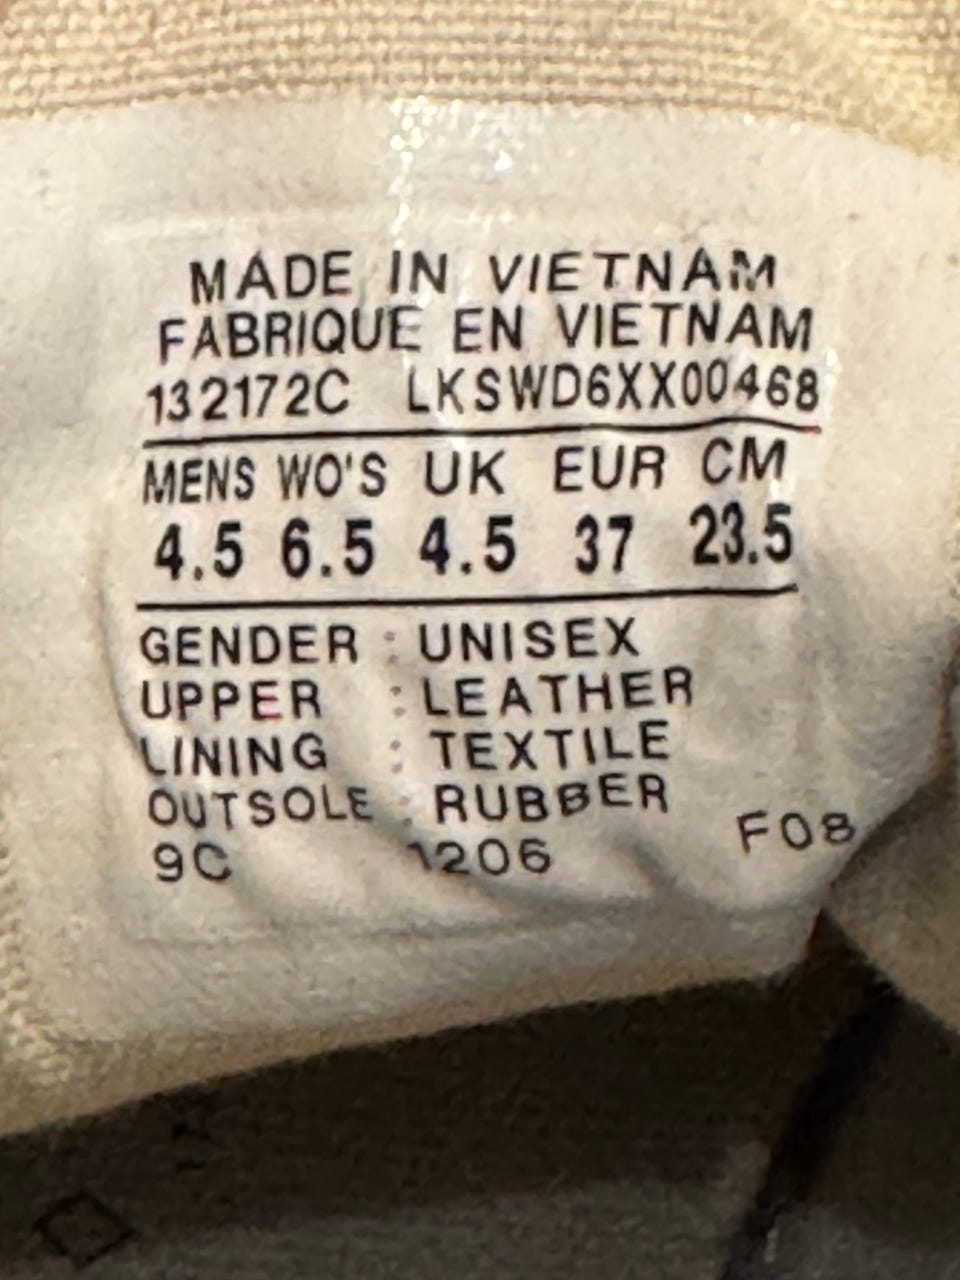 MADE IN VIETNAM
FABRIQUE EN VIETNAM
132172C LKSWD6XX00468
MENS WO'S UK EUR CM
4.5 6.5 4.5 37 23.5
GENDER : UNISEX
UPPER : LEATHER
LINING : TEXTILE
OUTSOLE : RUBBER
9C 1206 F08